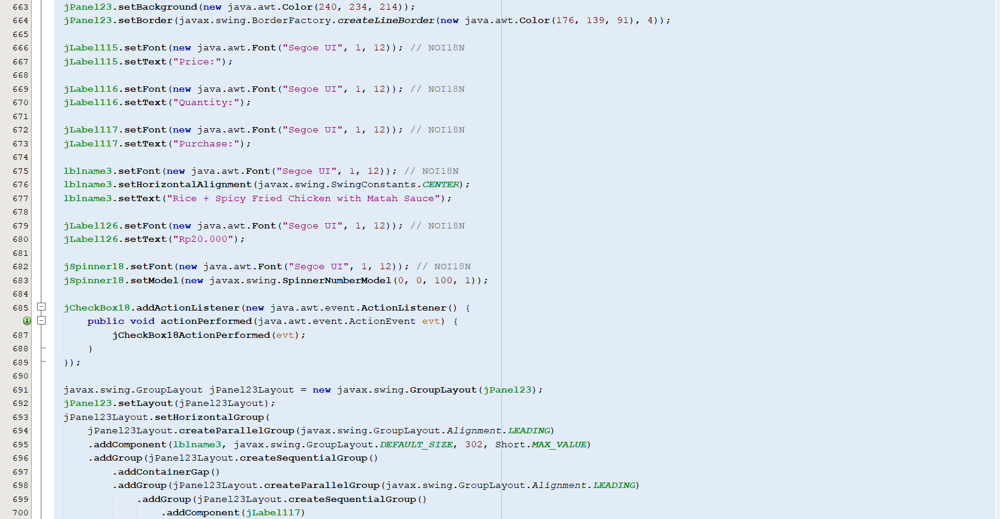 663 jPanel23.setBackground(new java.awt.Color(240, 234, 214));
664 jPanel23.setBorder(javax.swing.BorderFactory.createLineBorder(new java.awt.Color(176, 139, 91), 4));
665
666 jLabel115.setFont(new java.awt.Font("Segoe UI", 1, 12)); // NOI18N
667 jLabel115.setText("Price:");
668
669 jLabel116.setFont(new java.awt.Font("Segoe UI", 1, 12)); // NOI18N
670 jLabel116.setText("Quantity:");
671
672 jLabel117.setFont(new java.awt.Font("Segoe UI", 1, 12)); // NOI18N
673 jLabel117.setText("Purchase:");
674
675 lblname3.setFont(new java.awt.Font("Segoe UI", 1, 12)); // NOI18N
676 lblname3.setHorizontalAlignment(javax.swing.SwingConstants.CENTER);
677 lblname3.setText("Rice + Spicy Fried Chicken with Matah Sauce");
678
679 jLabel126.setFont(new java.awt.Font("Segoe UI", 1, 12)); // NOI18N
680 jLabel126.setText("Rp20.000");
681
682 jSpinner18.setFont(new java.awt.Font("Segoe UI", 1, 12)); // NOI18N
683 jSpinner18.setModel(new javax.swing.SpinnerNumberModel(0, 0, 100, 1));
684
685 jCheckBox18.addActionListener(new java.awt.event.ActionListener() {
public void actionPerformed(java.awt.event.ActionEvent evt) {
687 jCheckBox18ActionPerformed(evt);
688 }
689 });
690
691 javax.swing.GroupLayout jPanel23Layout = new javax.swing.GroupLayout(jPanel23);
692 jPanel23.setLayout(jPanel23Layout);
693 jPanel23Layout.setHorizontalGroup(
694 jPanel23Layout.createParallelGroup(javax.swing.GroupLayout.Alignment.LEADING)
695 .addComponent(lblname3, javax.swing.GroupLayout.DEFAULT_SIZE, 302, Short.MAX_VALUE)
696 .addGroup(jPanel23Layout.createSequentialGroup()
697 .addContainerGap()
698 .addGroup(jPanel23Layout.createParallelGroup(javax.swing.GroupLayout.Alignment.LEADING)
699 .addGroup(jPanel23Layout.createSequentialGroup()
700 .addComponent(jLabel117)